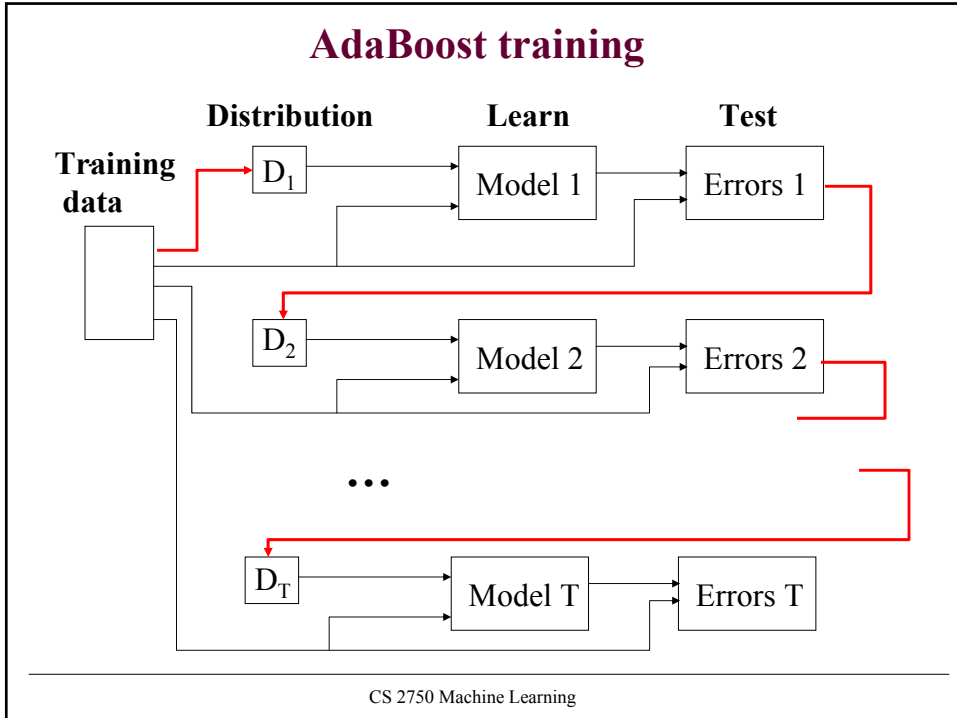 AdaBoost training
Distribution Learn Test
Training
data
D₁ Model 1 Errors 1
D₂ Model 2 Errors 2
...
D_T Model T Errors T
CS 2750 Machine Learning